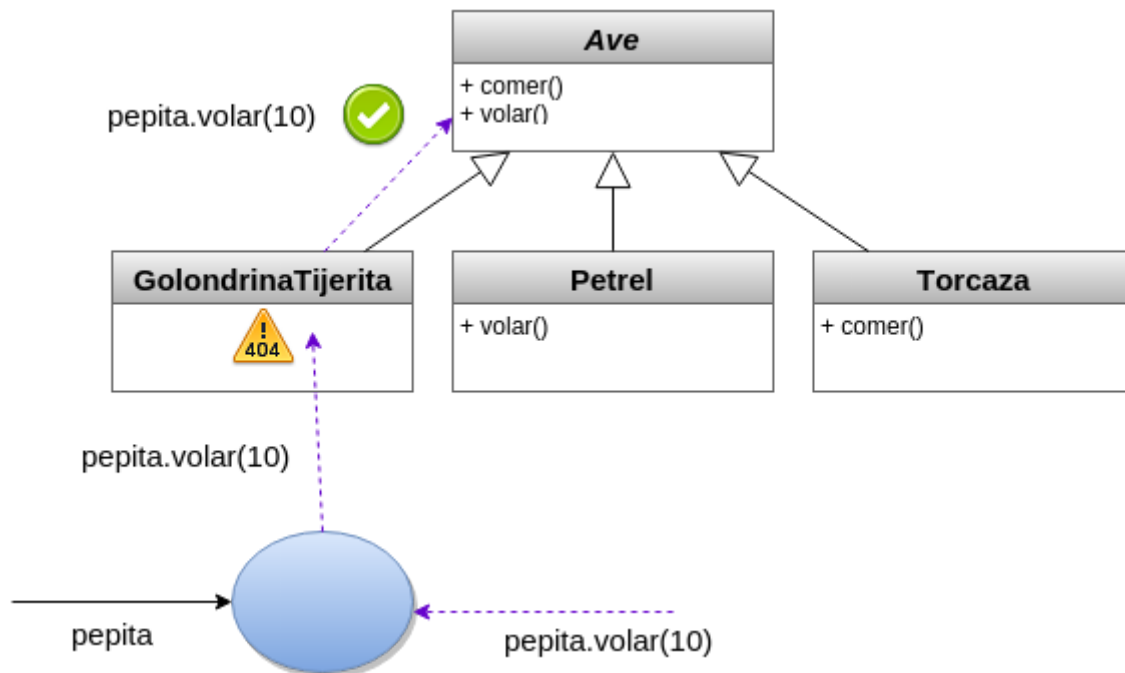 Ave
+ comer()
+ volar()
pepita.volar(10)
GolondrinaTijerita
!
404
Petrel
+ volar()
Torcaza
+ comer()
pepita.volar(10)
pepita
pepita.volar(10)